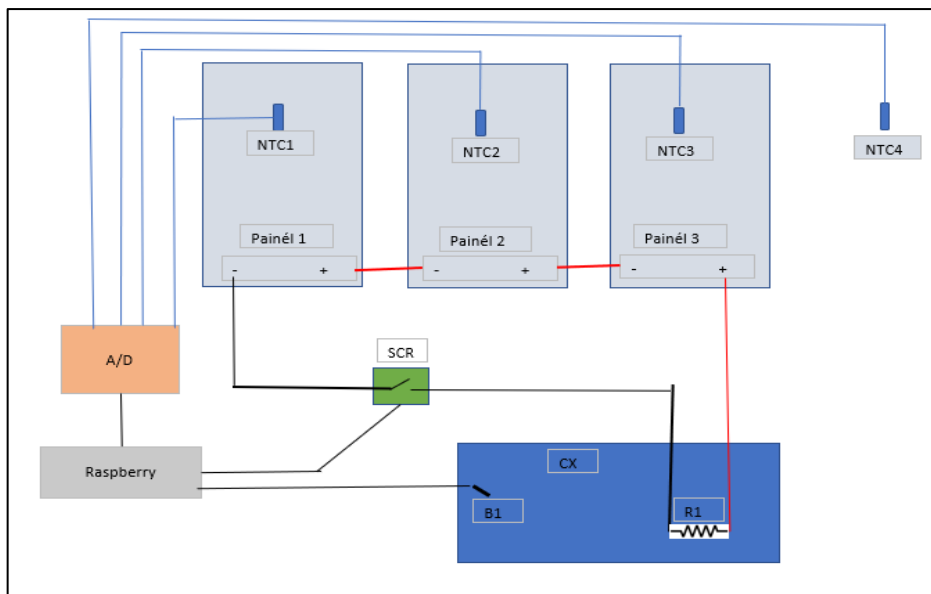 NTC1
NTC2
NTC3
NTC4
Painél 1
Painél 2
Painél 3
- +
- +
- +
A/D
SCR
Raspberry
CX
B1
R1